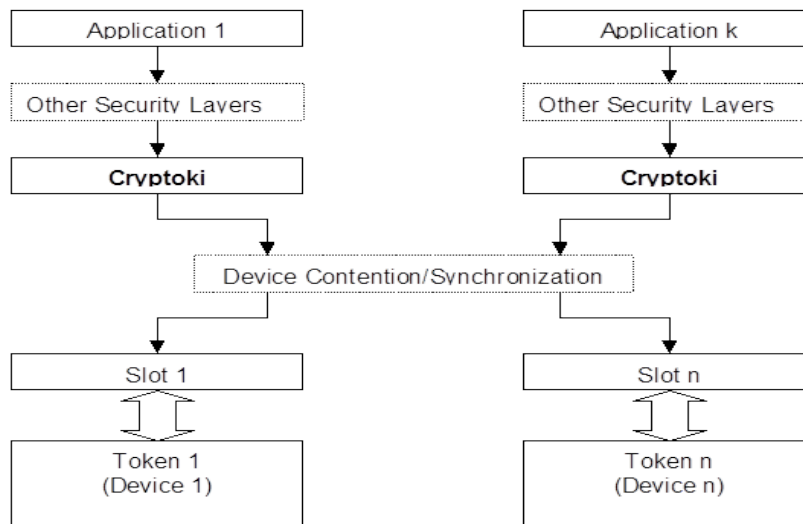 Application 1
Application k
Other Security Layers
Other Security Layers
Cryptoki
Cryptoki
Device Contention/Synchronization
Slot 1
Slot n
Token 1
(Device 1)
Token n
(Device n)